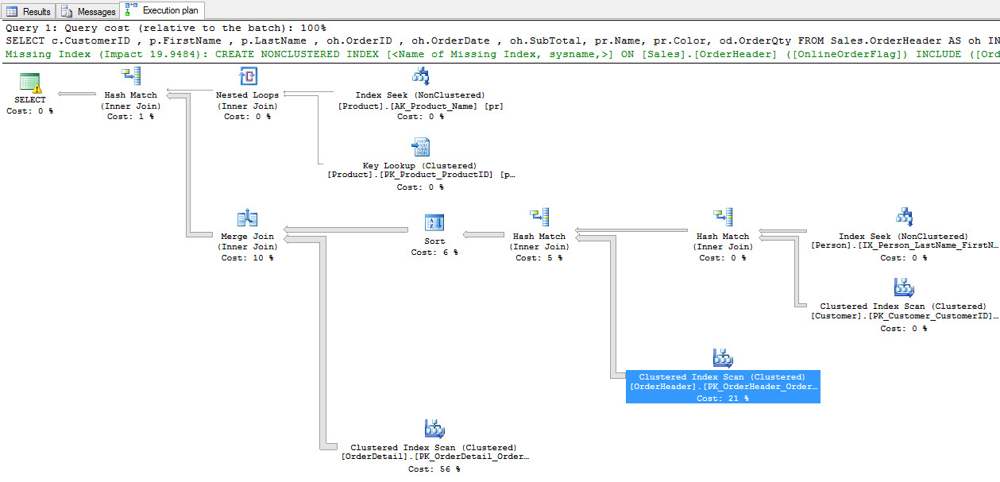 Results Messages Execution plan
Query 1: Query cost (relative to the batch): 100%
SELECT c.CustomerID , p.FirstName , p.LastName , oh.OrderID , oh.OrderDate , oh.SubTotal, pr.Name, pr.Color, od.OrderQty FROM Sales.OrderHeader AS oh IN
Missing Index (Impact 19.9484): CREATE NONCLUSTERED INDEX [<Name of Missing Index, sysname,>] ON [Sales].[OrderHeader] ([OnlineOrderFlag]) INCLUDE ([Ord
SELECT
Cost: 0 %
Hash Match
(Inner Join)
Cost: 1 %
Nested Loops
(Inner Join)
Cost: 0 %
Index Seek (NonClustered)
[Product].[AK_Product_Name] [pr]
Cost: 0 %
Key Lookup (Clustered)
[Product].[PK_Product_ProductID] [p…
Cost: 0 %
Merge Join
(Inner Join)
Cost: 10 %
Sort
Cost: 6 %
Hash Match
(Inner Join)
Cost: 5 %
Hash Match
(Inner Join)
Cost: 0 %
Index Seek (NonClustered)
[Person].[IX_Person_LastName_FirstN…
Cost: 0 %
Clustered Index Scan (Clustered)
[Customer].[PK_Customer_CustomerID]…
Cost: 0 %
Clustered Index Scan (Clustered)
[OrderHeader].[PK_OrderHeader_Order…
Cost: 21 %
Clustered Index Scan (Clustered)
[OrderDetail].[PK_OrderDetail_Order…
Cost: 56 %